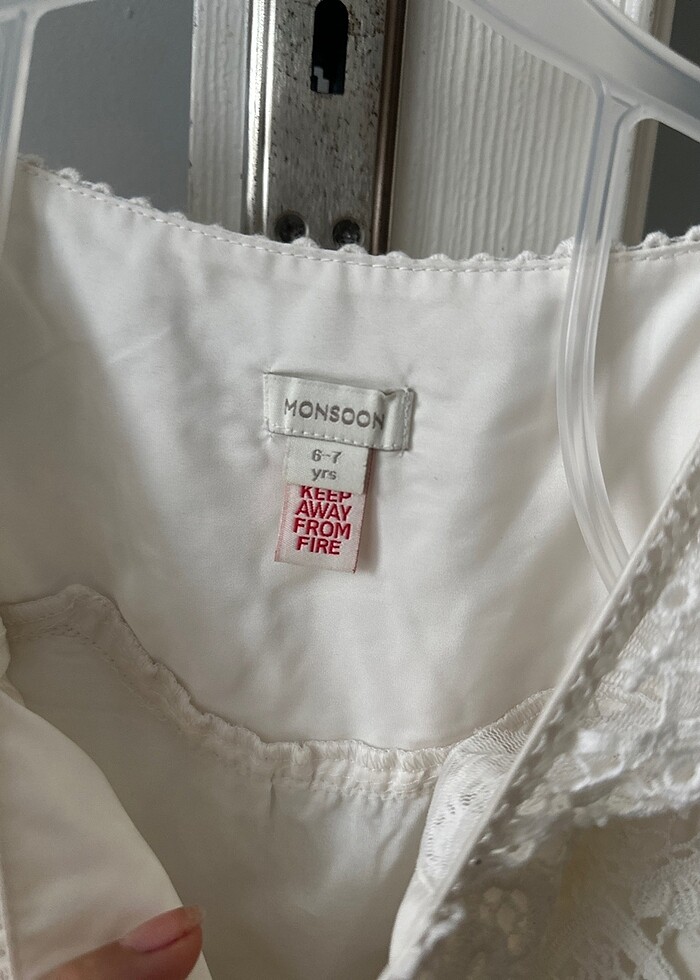 MONSOON
6-7
yrs
KEEP
AWAY
FROM
FIRE